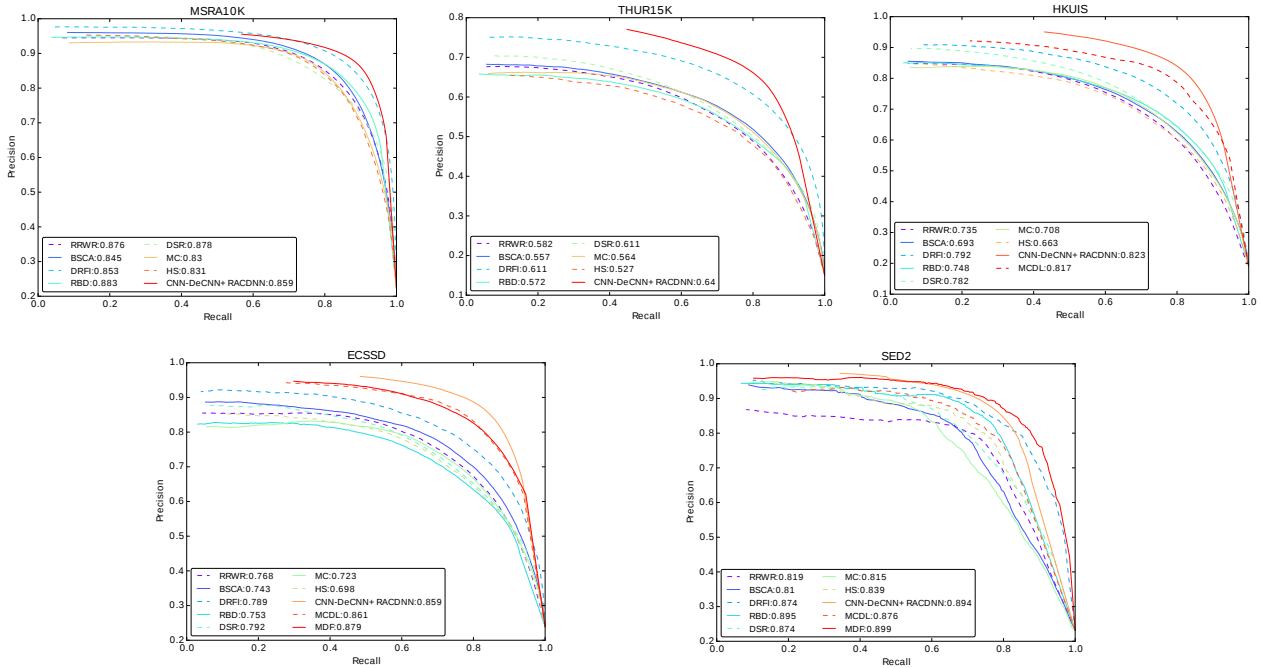 MSRA10K
1.0
0.9
0.8
0.7
0.6
0.5
0.4
0.3
0.2
Precision
RRWR:0.876
BSCA:0.845
DRFI:0.853
RBD:0.883
DSR:0.878
MC:0.83
HS:0.831
CNN-DeCNN+ RACDNN:0.859
0.0 0.2 0.4 0.6 0.8 1.0
Recall
THUR15K
0.8
0.7
0.6
0.5
0.4
0.3
0.2
0.1
Precision
RRWR:0.582
BSCA:0.557
DRFI:0.611
RBD:0.572
DSR:0.611
MC:0.564
HS:0.527
CNN-DeCNN+ RACDNN:0.64
0.0 0.2 0.4 0.6 0.8 1.0
Recall
HKUIS
1.0
0.9
0.8
0.7
0.6
0.5
0.4
0.3
0.2
0.1
Precision
RRWR:0.735
BSCA:0.693
DRFI:0.792
RBD:0.748
DSR:0.782
MC:0.708
HS:0.663
CNN-DeCNN+ RACDNN:0.823
MCDL:0.817
0.0 0.2 0.4 0.6 0.8 1.0
Recall
ECSSD
1.0
0.9
0.8
0.7
0.6
0.5
0.4
0.3
0.2
Precision
RRWR:0.768
BSCA:0.743
DRFI:0.789
RBD:0.753
DSR:0.792
MC:0.723
HS:0.698
CNN-DeCNN+ RACDNN:0.859
MCDL:0.861
MDF:0.879
0.0 0.2 0.4 0.6 0.8 1.0
Recall
SED2
1.0
0.9
0.8
0.7
0.6
0.5
0.4
0.3
0.2
Precision
RRWR:0.819
BSCA:0.81
DRFI:0.874
RBD:0.895
DSR:0.874
MC:0.815
HS:0.839
CNN-DeCNN+ RACDNN:0.894
MCDL:0.876
MDF:0.899
0.0 0.2 0.4 0.6 0.8 1.0
Recall